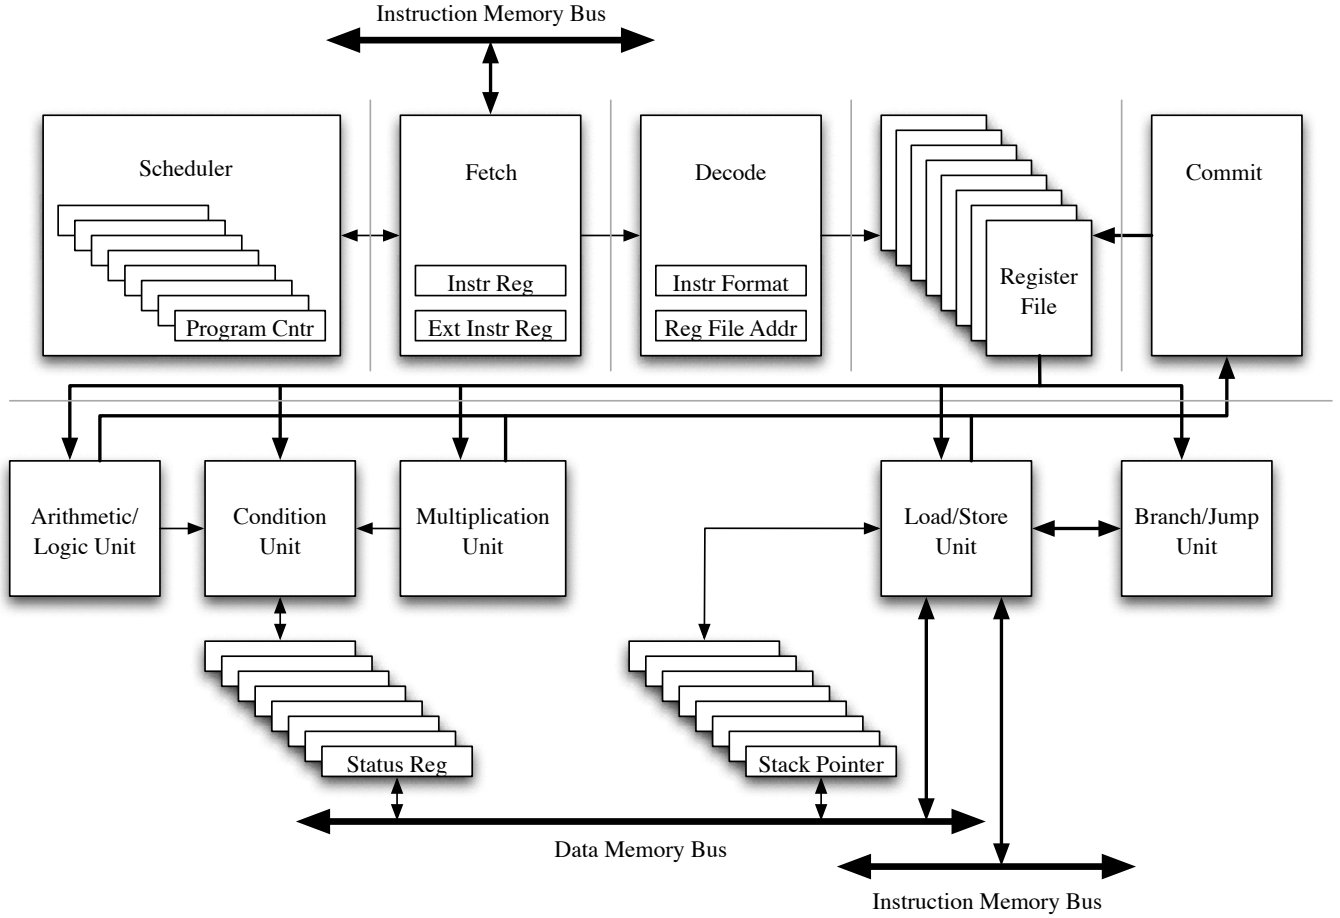 Instruction Memory Bus
Scheduler
Program Cntr
Fetch
Instr Reg
Ext Instr Reg
Decode
Instr Format
Reg File Addr
Register
File
Commit
Arithmetic/
Logic Unit
Condition
Unit
Multiplication
Unit
Load/Store
Unit
Branch/Jump
Unit
Status Reg
Stack Pointer
Data Memory Bus
Instruction Memory Bus